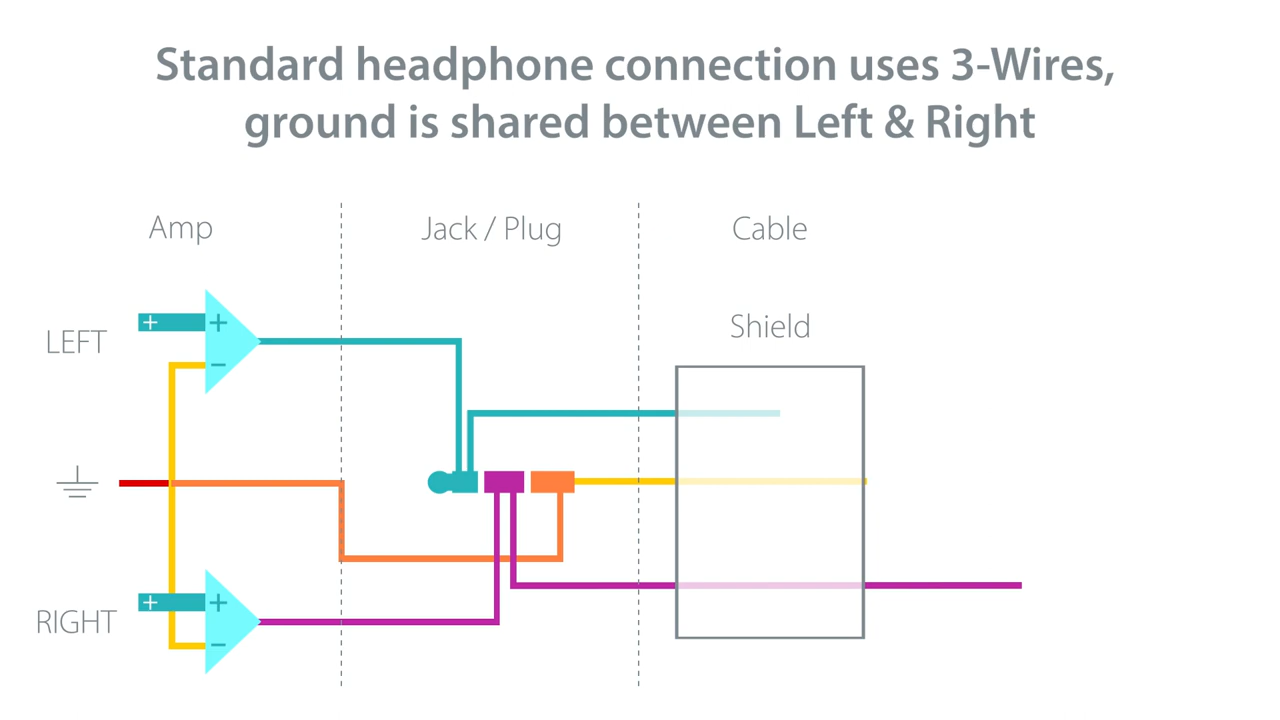 Standard headphone connection uses 3-Wires,
ground is shared between Left & Right
Amp
Jack / Plug
Cable
Shield
+ +
LEFT
−
+ +
RIGHT
−